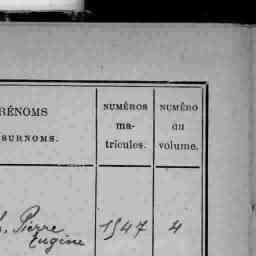 RÉNOMS
SURNOMS.
NUMÉROS
ma-
tricules.
NUMÉRO
du
volume.
Pierre 1547 4
Eugène